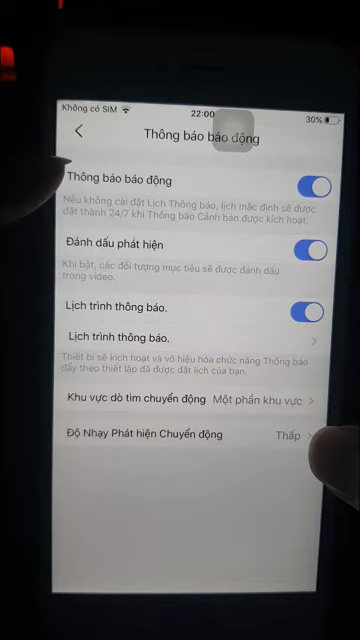 Không có SIM
22:00
30%
Thông báo báo động
Thông báo báo động
Nếu không cài đặt Lịch Thông báo, lịch mặc định sẽ được
đặt thành 24/7 khi Thông báo Cảnh báo được kích hoạt.
Đánh dấu phát hiện
Khi bật, các đối tượng mục tiêu sẽ được đánh dấu
trong video.
Lịch trình thông báo.
Lịch trình thông báo.
Thiết bị sẽ kích hoạt và vô hiệu hóa chức năng Thông báo
đẩy theo thiết lập đã được đặt lịch của bạn.
Khu vực dò tìm chuyển động Một phần khu vực
Độ Nhạy Phát hiện Chuyển động Thấp